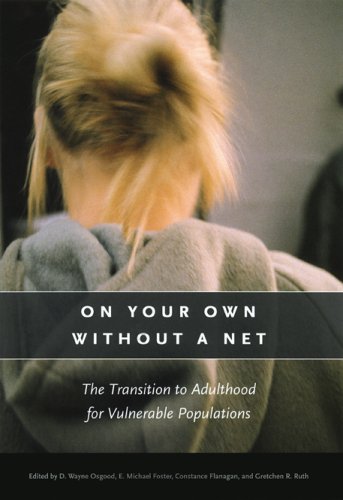 ON YOUR OWN
WITHOUT A NET
The Transition to Adulthood
for Vulnerable Populations
Edited by D. Wayne Osgood, E. Michael Foster, Constance Flanagan, and Gretchen R. Ruth